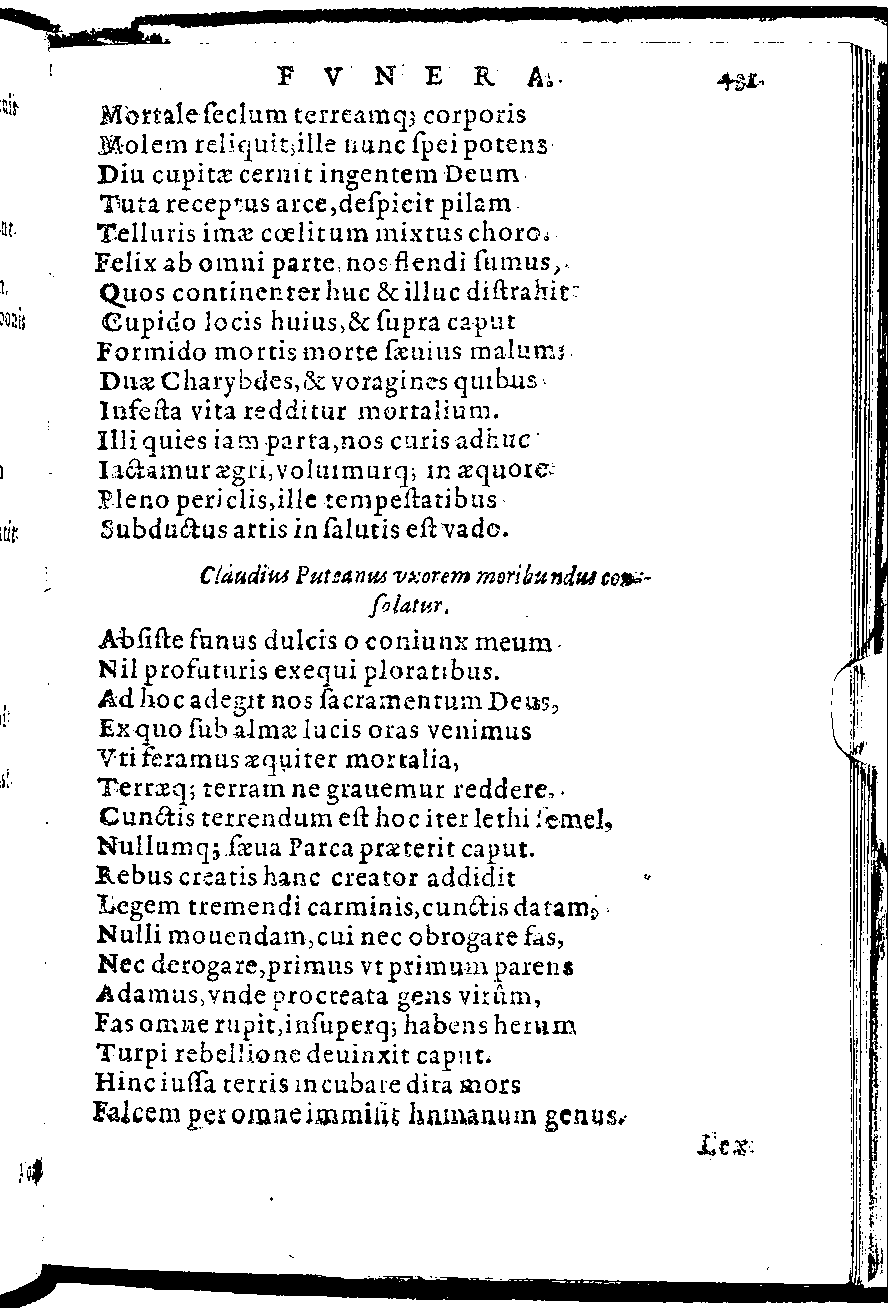 F V N E R A. 431.
Mortale ſeclum terreamq; corporis
Molem reliquit, ille nunc ſpei potens
Diu cupitæ cernit ingentem Deum
Tuta receptus arce, deſpicit pilam
Telluris imæ cœlitum mixtus choro.
Felix ab omni parte, nos flendi ſumus,
Quos continenter huc & illuc diſtrahit
Cupido locis huius, & ſupra caput
Formido mortis morte ſæuius malum;
Duæ Charybdes, & voragines quibus
Infeſta vita redditur mortalium.
Illi quies iam parta, nos curis adhuc
Iactamur ægri, voluimurq; in æquore
Pleno periclis, ille tempeſtatibus
Subductus artis in ſalutis eſt vado.
Claudius Puteanus vxorem moribundus con-
ſolatur.
Abſiſte funus dulcis o coniunx meum
Nil profuturis exequi ploratibus.
Ad hoc adegit nos ſacramentum Deus,
Ex quo ſub almæ lucis oras venimus
Vti feramus æquiter mortalia,
Terræq; terram ne grauemur reddere,
Cunctis terrendum eſt hoc iter lethi ſemel,
Nullumq; ſæua Parca præterit caput.
Rebus creatis hanc creator addidit
Legem tremendi carminis, cunctis datam,
Nulli mouendam, cui nec obrogare fas,
Nec derogare, primus vt primum parens
Adamus, vnde procreata gens virûm,
Fas omne rupit, inſuperq; habens herum
Turpi rebellione deuinxit caput.
Hinc iuſſa terris incubare dira mors
Falcem per omne immiſit humanum genus.
Lex